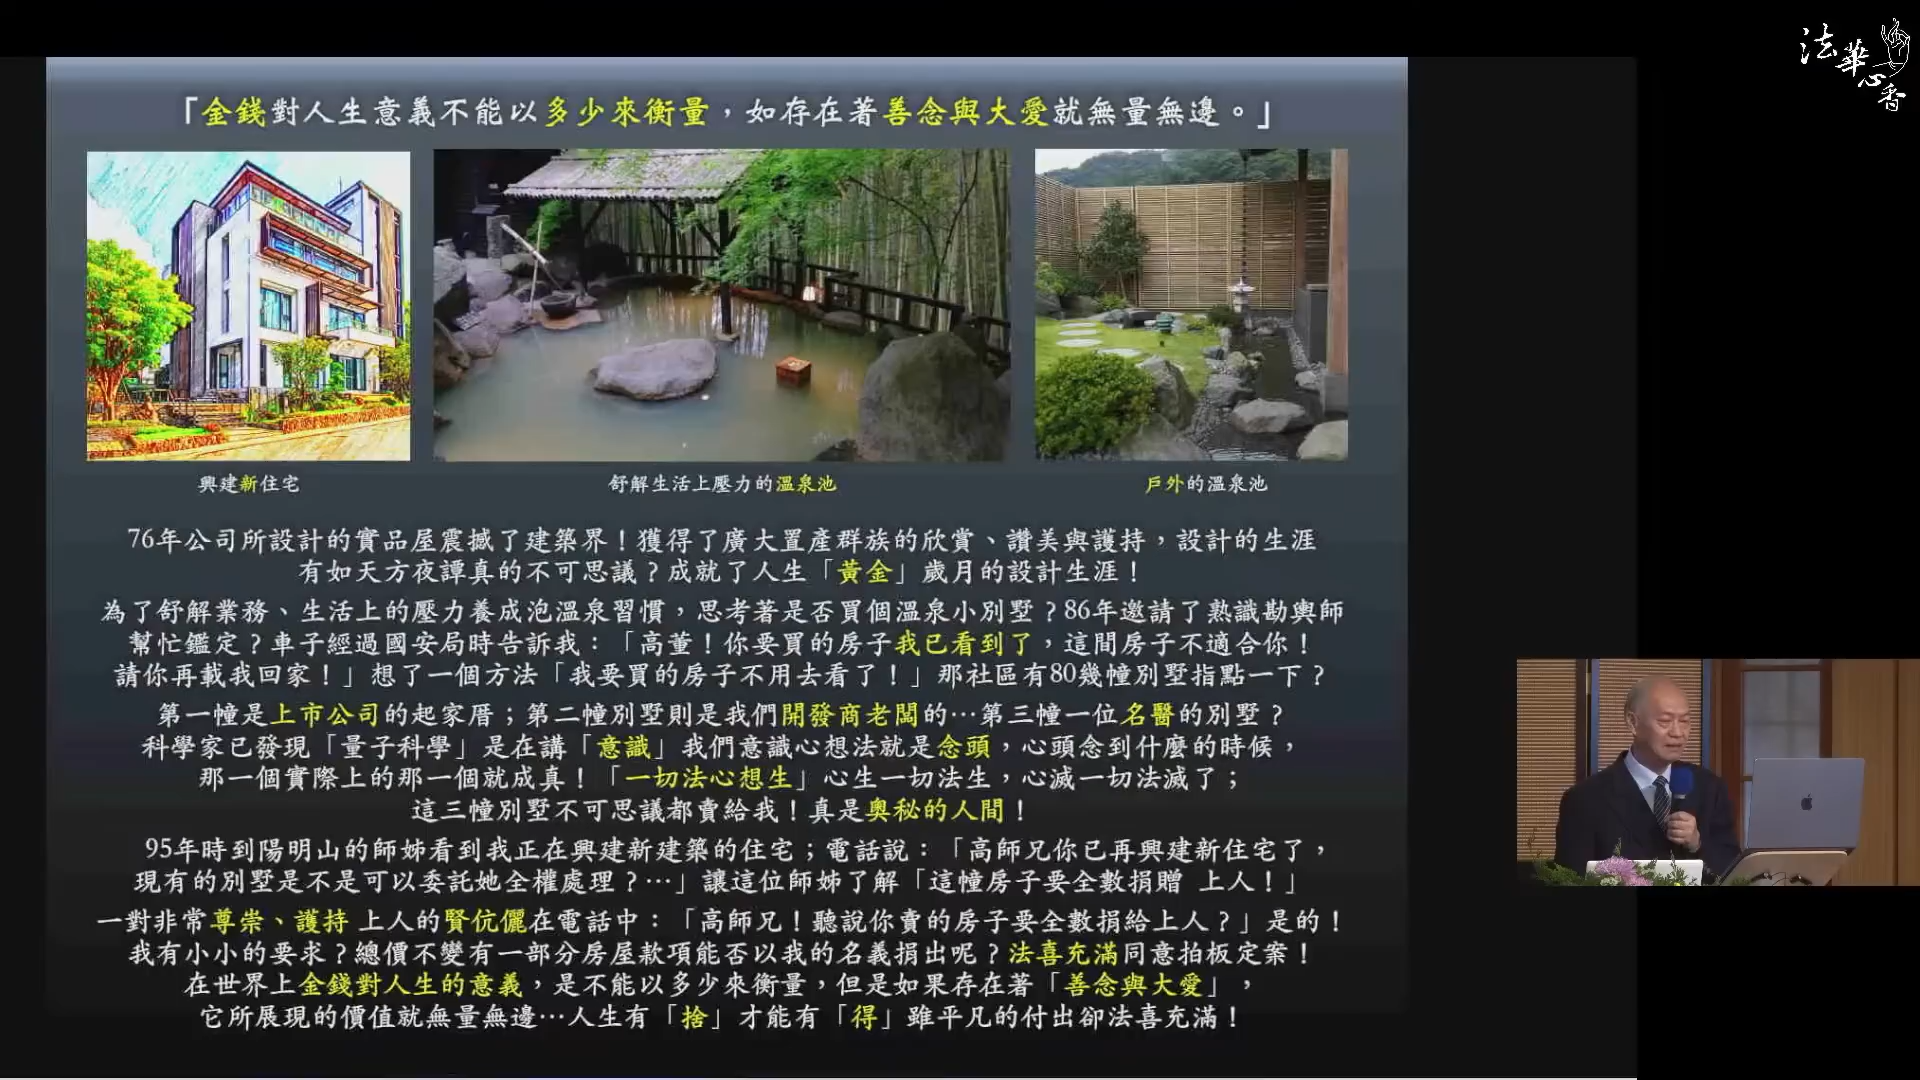 法華心香
「金錢對人生意義不能以多少來衡量，如存在著善念與大愛就無量無邊。」
興建新住宅
舒解生活上壓力的溫泉池
戶外的溫泉池
76年公司所設計的實品屋震撼了建築界！獲得了廣大置產群族的欣賞、讚美與護持，設計的生涯
有如天方夜譚真的不可思議？成就了人生「黃金」歲月的設計生涯！
為了舒解業務、生活上的壓力養成泡溫泉習慣，思考著是否買個溫泉小別墅？86年邀請了熟識勘輿師
幫忙鑑定？車子經過國安局時告訴我：「高董！你要買的房子我已看到了，這間房子不適合你！
請你再載我回家！」想了一個方法「我要買的房子不用去看了！」那社區有80幾幢別墅指點一下？
第一幢是上市公司的起家厝；第二幢別墅則是我們開發商老闆的…第三幢一位名醫的別墅？
科學家已發現「量子科學」是在講「意識」我們意識心想法就是念頭，心頭念到什麼的時候，
那一個實際上的那一個就成真！「一切法心想生」心生一切法生，心滅一切法滅了；
這三幢別墅不可思議都賣給我！真是奧秘的人間！
95年時到陽明山的師姊看到我正在興建新建築的住宅；電話說：「高師兄你已再興建新住宅了，
現有的別墅是不是可以委託她全權處理？…」讓這位師姊了解「這幢房子要全數捐贈 上人！」
一對非常尊崇、護持 上人的賢伉儷在電話中：「高師兄！聽說你賣的房子要全數捐給上人？」是的！
我有小小的要求？總價不變有一部分房屋款項能否以我的名義捐出呢？法喜充滿同意拍板定案！
在世界上金錢對人生的意義，是不能以多少來衡量，但是如果存在著「善念與大愛」，
它所展現的價值就無量無邊…人生有「捨」才能有「得」雖平凡的付出卻法喜充滿！